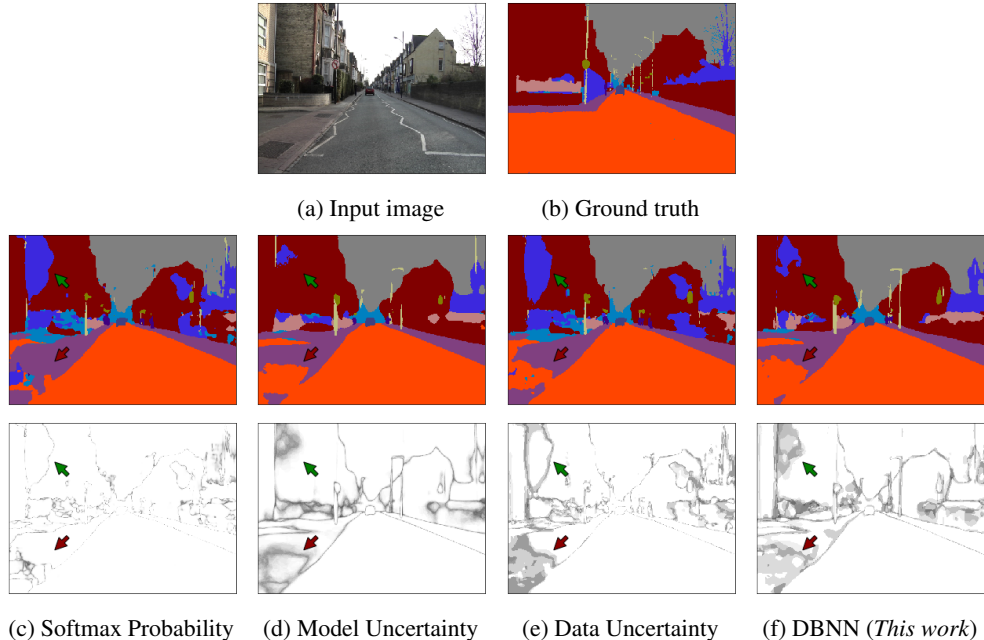 (a) Input image
(b) Ground truth
(c) Softmax Probability
(d) Model Uncertainty
(e) Data Uncertainty
(f) DBNN (This work)